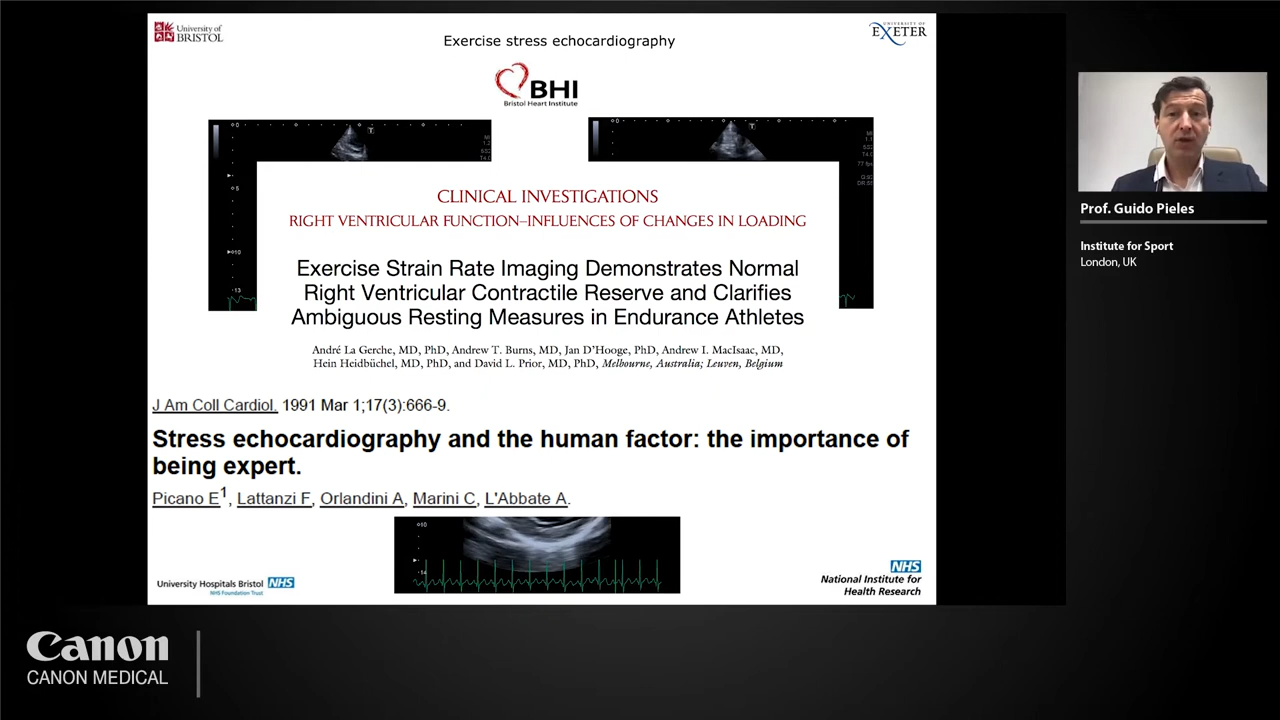 University of
BRISTOL
Exercise stress echocardiography
UNIVERSITY OF
EXETER
BHI
Bristol Heart Institute
CLINICAL INVESTIGATIONS
RIGHT VENTRICULAR FUNCTION–INFLUENCES OF CHANGES IN LOADING
Exercise Strain Rate Imaging Demonstrates Normal
Right Ventricular Contractile Reserve and Clarifies
Ambiguous Resting Measures in Endurance Athletes
André La Gerche, MD, PhD, Andrew T. Burns, MD, Jan D'Hooge, PhD, Andrew I. MacIsaac, MD,
Hein Heidbüchel, MD, PhD, and David L. Prior, MD, PhD, Melbourne, Australia; Leuven, Belgium
J Am Coll Cardiol. 1991 Mar 1;17(3):666-9.
Stress echocardiography and the human factor: the importance of
being expert.
Picano E1, Lattanzi F, Orlandini A, Marini C, L'Abbate A.
University Hospitals Bristol NHS
NHS Foundation Trust
NHS
National Institute for
Health Research
Prof. Guido Pieles
Institute for Sport
London, UK
Canon
CANON MEDICAL